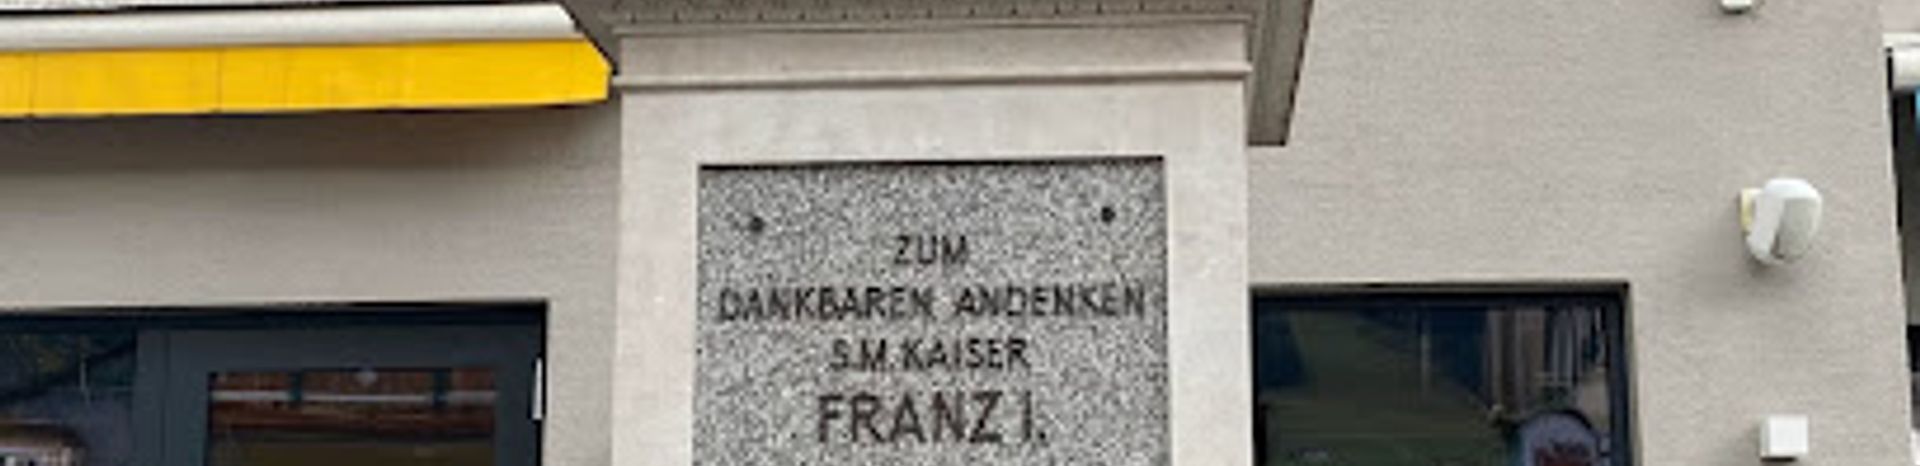 ZUM
DANKBAREN ANDENKEN
S.M. KAISER
FRANZ I.